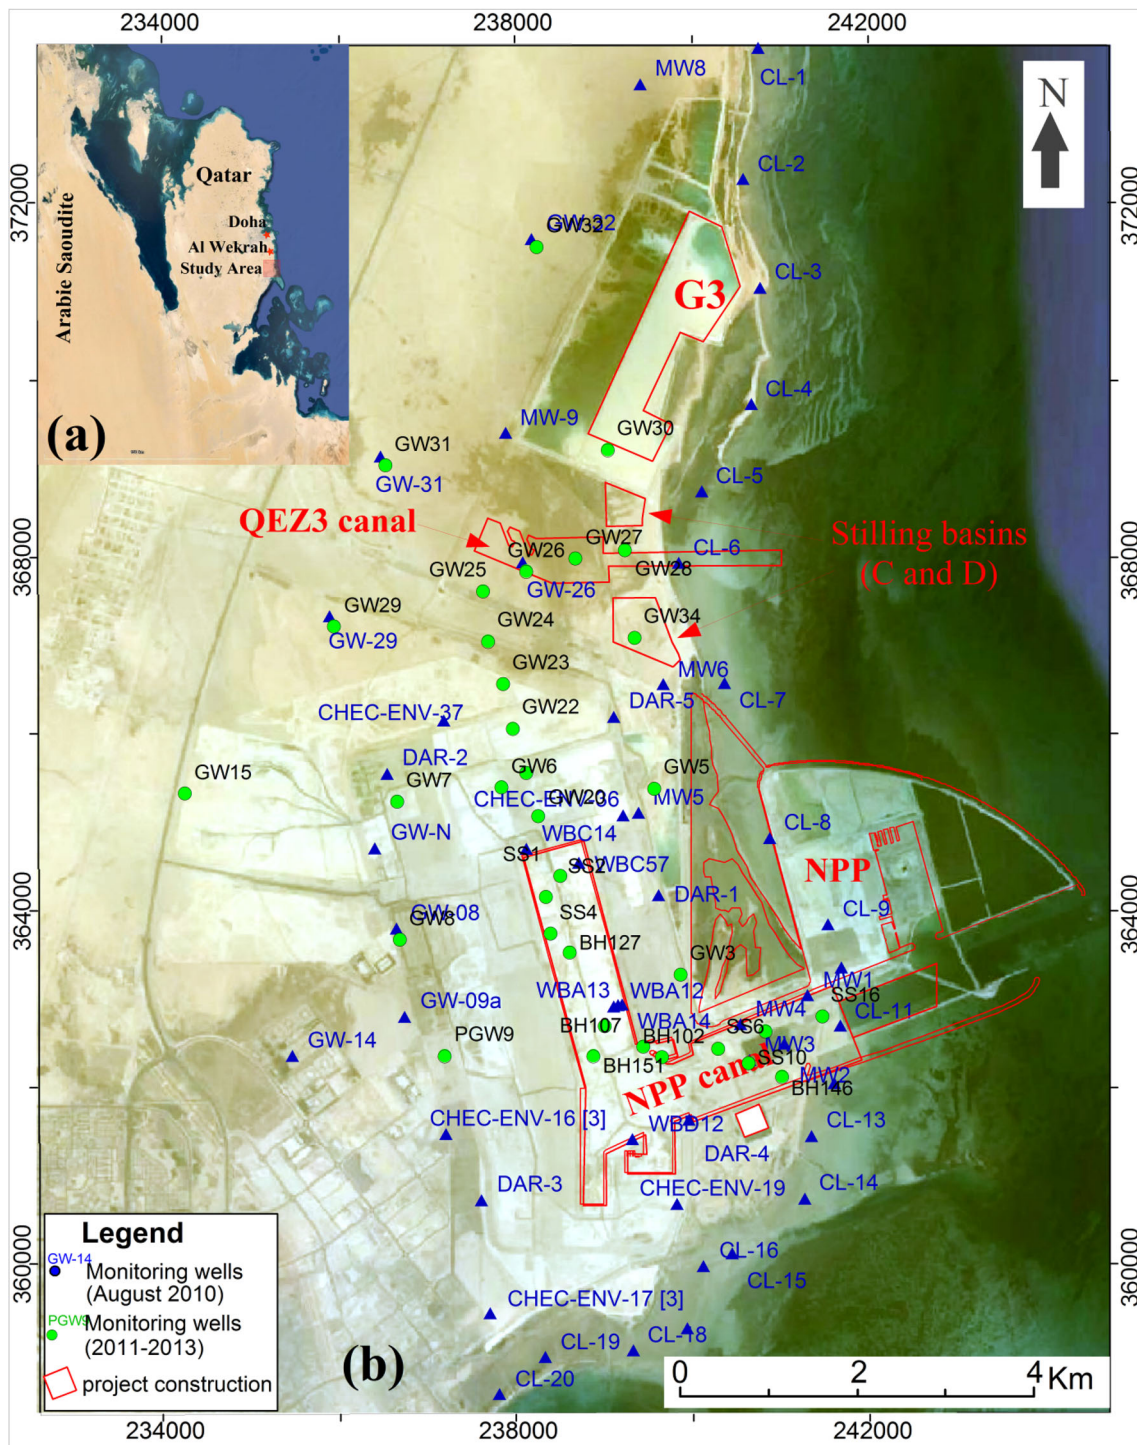 234000
238000
242000
372000
372000
MW8
CL-1
N
Qatar
Doha
Al Wekrah
Study Area
Arabie Saoudite
(a)
CL-2
GW-32
GW32
CL-3
G3
CL-4
MW-9
GW30
GW31
GW-31
CL-5
QEZ3 canal
Stilling basins
(C and D)
368000
368000
GW27
GW26
CL-6
GW28
GW25
GW-26
GW29
GW24
GW34
GW-29
GW23
MW6
DAR-5
CL-7
CHEC-ENV-37
GW22
DAR-2
GW15
GW7
GW6
GW5
CHEC-ENV-36
GW20
MW5
GW-N
WBC14
CL-8
SS1
SS2
WBC57
NPP
DAR-1
364000
364000
GW-08
GW8
SS4
CL-9
BH127
GW3
MW1
WBA13
WBA12
SS16
GW-09a
MW4
CL-11
WBA14
SS6
BH107
BH102
PGW9
GW-14
MW3
SS10
BH151
MW2
NPP canal
BH146
CHEC-ENV-16 [3]
WBD12
CL-13
DAR-4
DAR-3
CHEC-ENV-19
CL-14
CL-16
CL-15
360000
360000
CHEC-ENV-17 [3]
CL-18
CL-19
CL-20
(b)
Legend
GW-14
Monitoring wells
(August 2010)
PGW9
Monitoring wells
(2011-2013)
project construction
0
2
4
Km
234000
238000
242000